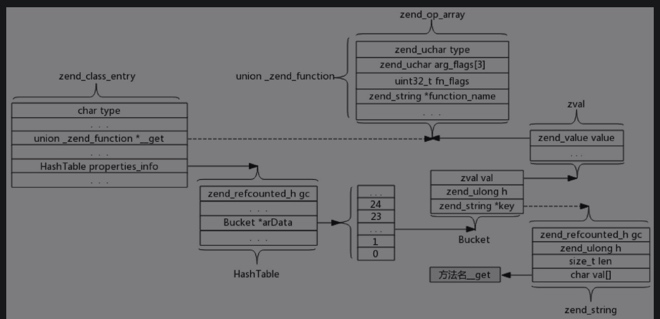 zend_op_array
zend_uchar type
zend_uchar arg_flags[3]
union _zend_function
uint32_t fn_flags
zend_string *function_name
. . .
zend_class_entry
char type
. . .
union _zend_function *__get
. . .
HashTable properties_info
. . .
zval
zend_value value
...
zend_refcounted_h gc
. . .
Bucket *arData
. . .
HashTable
...
24
23
...
1
0
zval val
zend_ulong h
zend_string *key
Bucket
zend_refcounted_h gc
zend_ulong h
size_t len
char val[]
方法名__get
zend_string